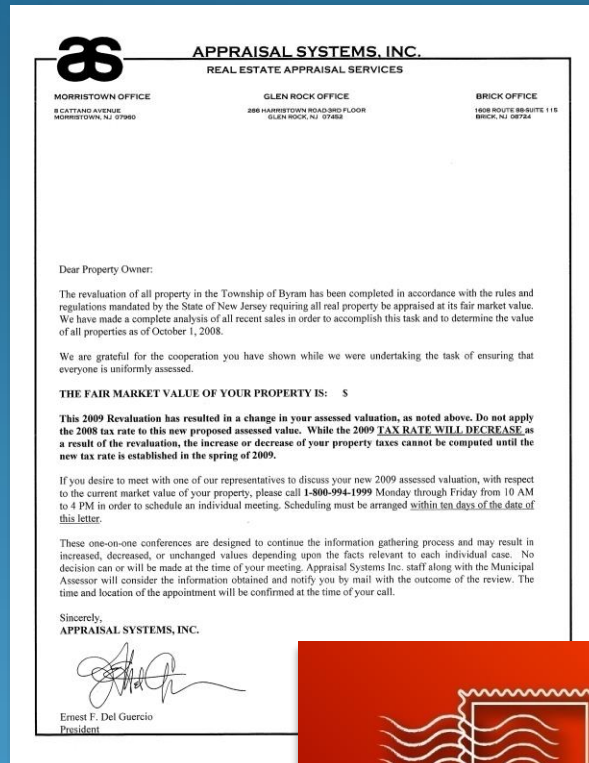 as
APPRAISAL SYSTEMS, INC.
REAL ESTATE APPRAISAL SERVICES
MORRISTOWN OFFICE
8 CATTANO AVENUE
MORRISTOWN, NJ 07960
GLEN ROCK OFFICE
266 HARRISTOWN ROAD-3RD FLOOR
GLEN ROCK, NJ 07452
BRICK OFFICE
1608 ROUTE 88-SUITE 115
BRICK, NJ 08724
Dear Property Owner:
The revaluation of all property in the Township of Byram has been completed in accordance with the rules and
regulations mandated by the State of New Jersey requiring all real property be appraised at its fair market value.
We have made a complete analysis of all recent sales in order to accomplish this task and to determine the value
of all properties as of October 1, 2008.
We are grateful for the cooperation you have shown while we were undertaking the task of ensuring that
everyone is uniformly assessed.
THE FAIR MARKET VALUE OF YOUR PROPERTY IS: $
This 2009 Revaluation has resulted in a change in your assessed valuation, as noted above. Do not apply
the 2008 tax rate to this new proposed assessed value. While the 2009 TAX RATE WILL DECREASE as
a result of the revaluation, the increase or decrease of your property taxes cannot be computed until the
new tax rate is established in the spring of 2009.
If you desire to meet with one of our representatives to discuss your new 2009 assessed valuation, with respect
to the current market value of your property, please call 1-800-994-1999 Monday through Friday from 10 AM
to 4 PM in order to schedule an individual meeting. Scheduling must be arranged within ten days of the date of
this letter.
These one-on-one conferences are designed to continue the information gathering process and may result in
increased, decreased, or unchanged values depending upon the facts relevant to each individual case. No
decision can or will be made at the time of your meeting. Appraisal Systems Inc. staff along with the Municipal
Assessor will consider the information obtained and notify you by mail with the outcome of the review. The
time and location of the appointment will be confirmed at the time of your call.
Sincerely,
APPRAISAL SYSTEMS, INC.
Ernest F. Del Guercio
President